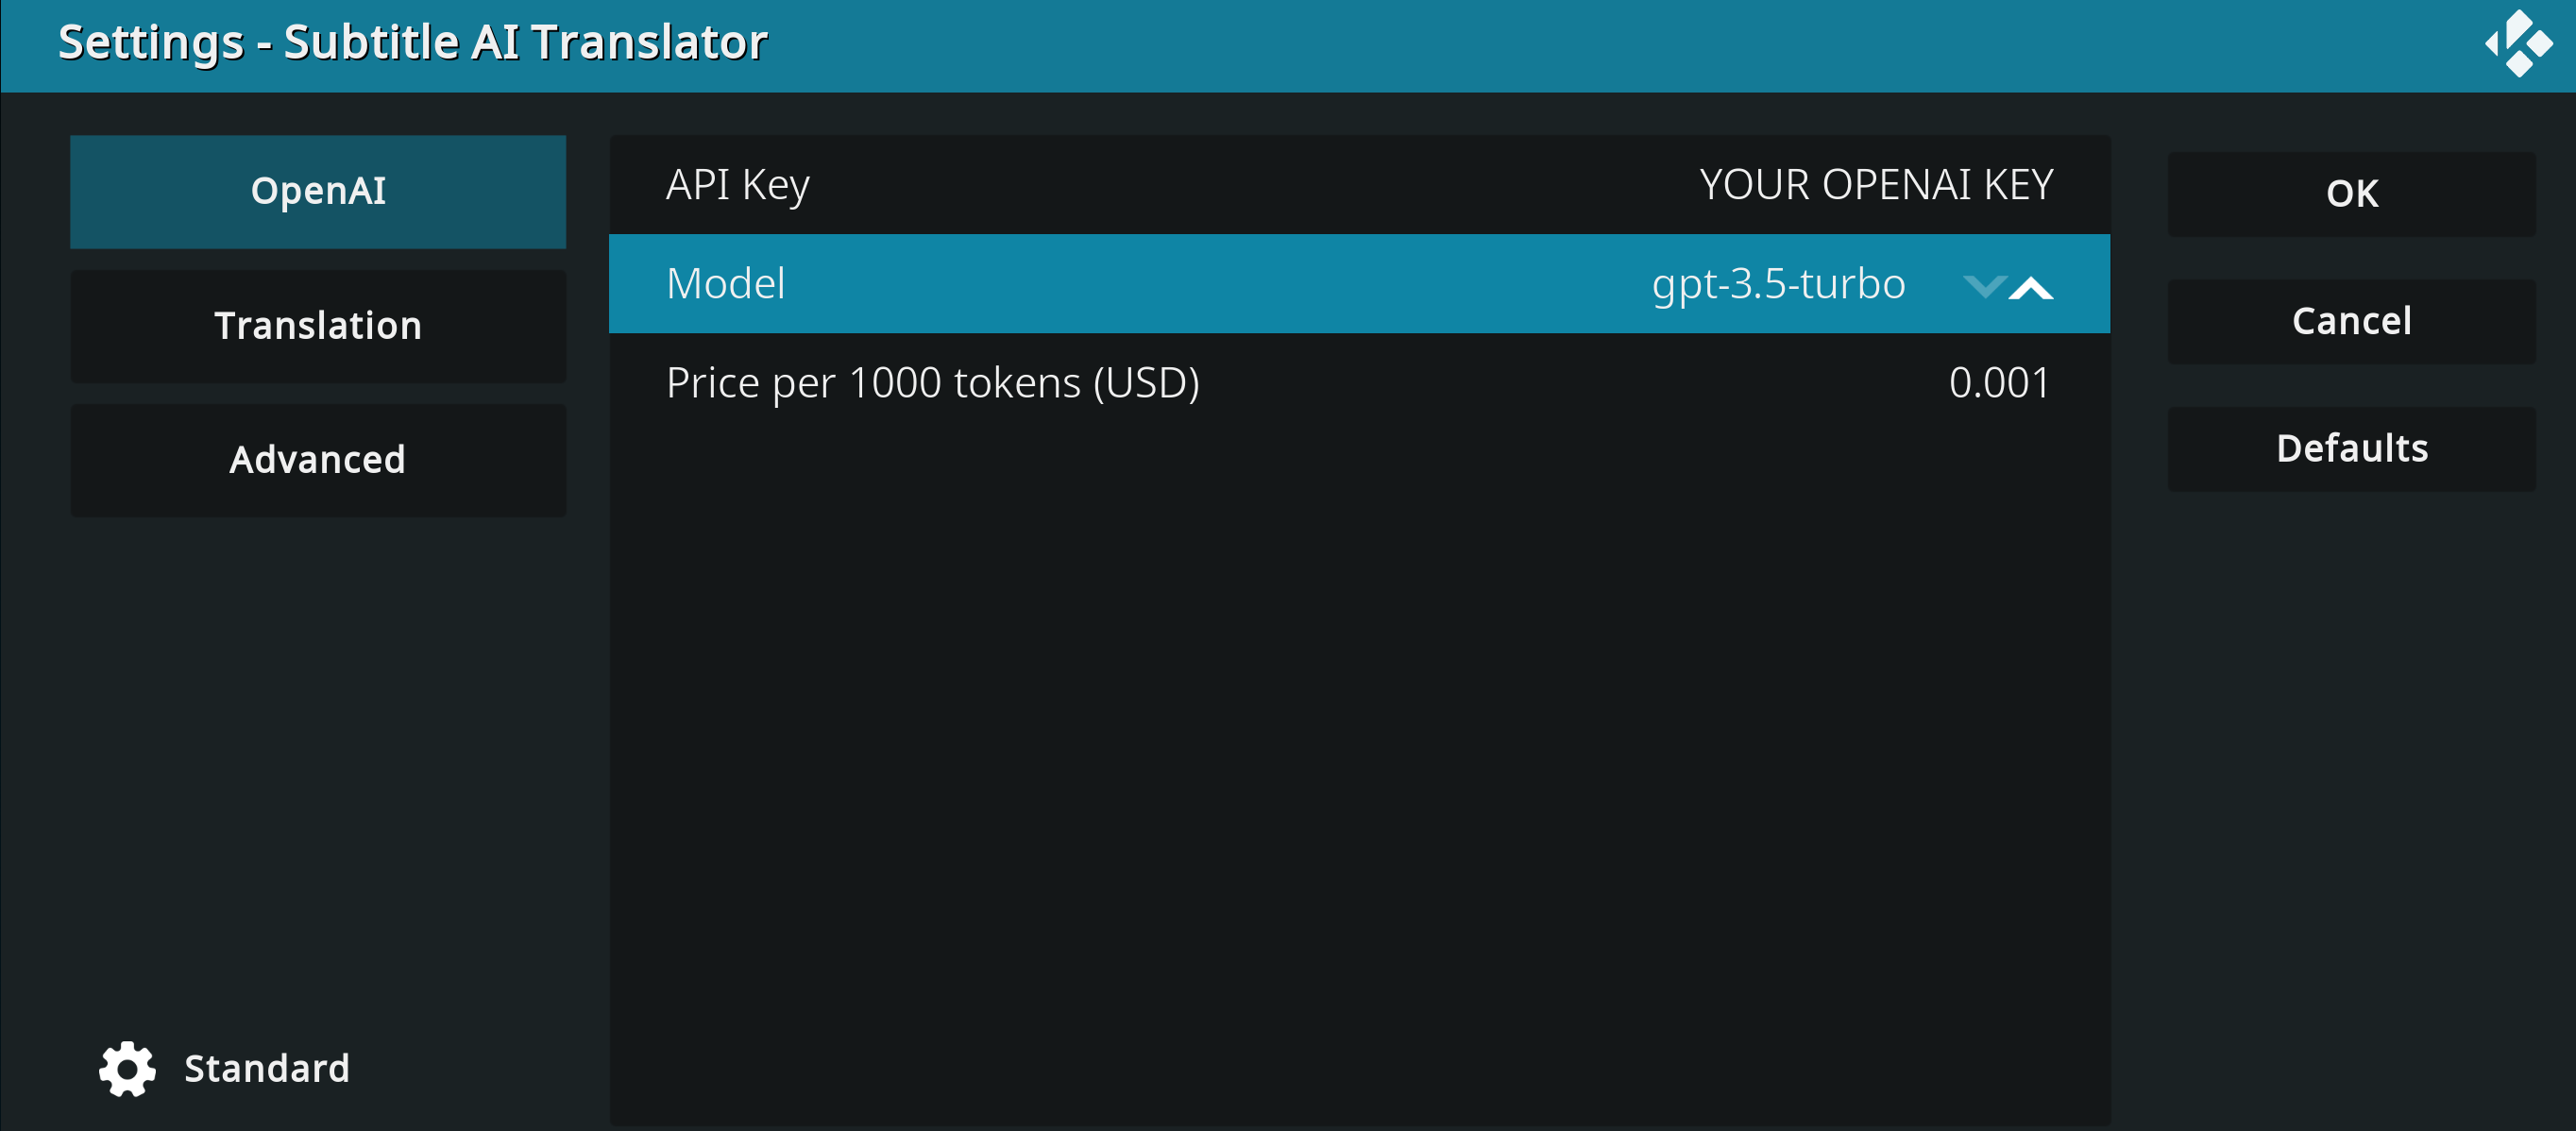 Settings - Subtitle AI Translator
OpenAI
Translation
Advanced
Standard
API Key YOUR OPENAI KEY
Model gpt-3.5-turbo
Price per 1000 tokens (USD) 0.001
OK
Cancel
Defaults